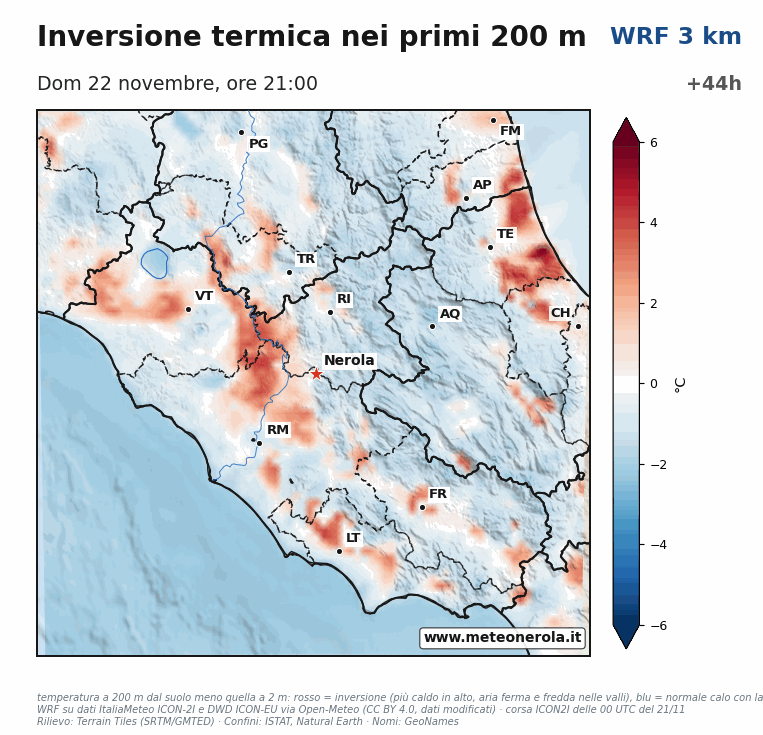 Inversione termica nei primi 200 m WRF 3 km
Dom 22 novembre, ore 21:00 +44h
FM
PG
AP
TE
TR
VT
RI
AQ
CH
Nerola
RM
FR
LT
www.meteonerola.it
6
4
2
0
−2
−4
−6
°C
temperatura a 200 m dal suolo meno quella a 2 m: rosso = inversione (più caldo in alto, aria ferma e fredda nelle valli), blu = normale calo con la
WRF su dati ItaliaMeteo ICON-2I e DWD ICON-EU via Open-Meteo (CC BY 4.0, dati modificati) · corsa ICON2I delle 00 UTC del 21/11
Rilievo: Terrain Tiles (SRTM/GMTED) · Confini: ISTAT, Natural Earth · Nomi: GeoNames